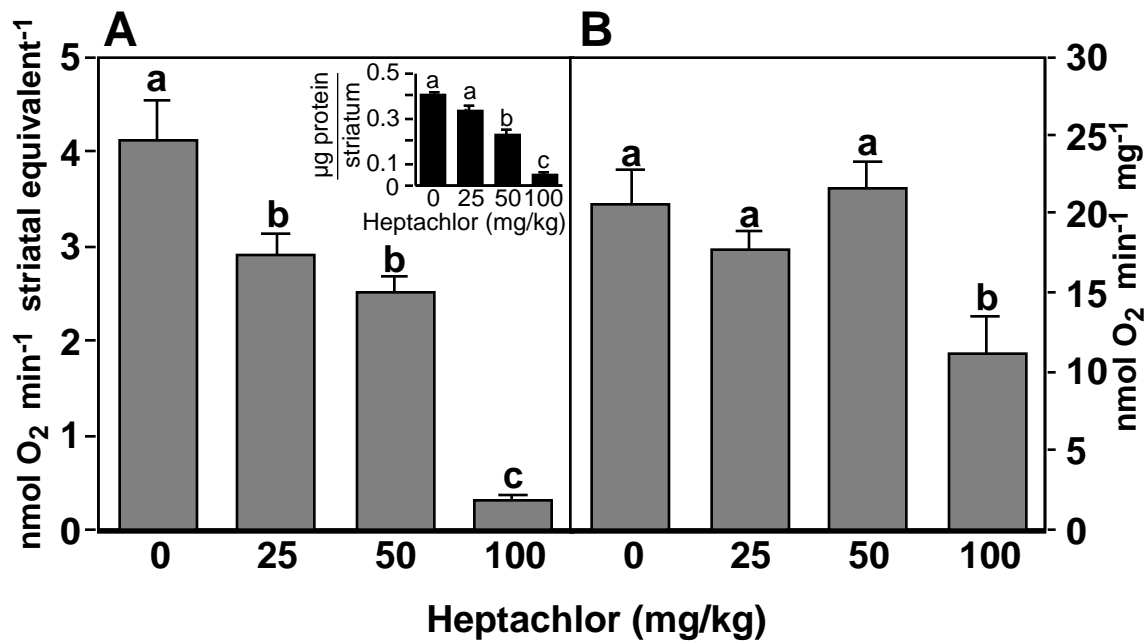 A
B
nmol O2 min-1 striatal equivalent-1
5
4
3
2
1
0
a
b
b
c
0 25 50 100
µg protein
striatum
0.5
0.3
0.1
0
a
a
b
c
0 25 50 100
Heptachlor (mg/kg)
a
a
a
b
0 25 50 100
30
25
20
15
10
5
0
nmol O2 min-1 mg-1
Heptachlor (mg/kg)